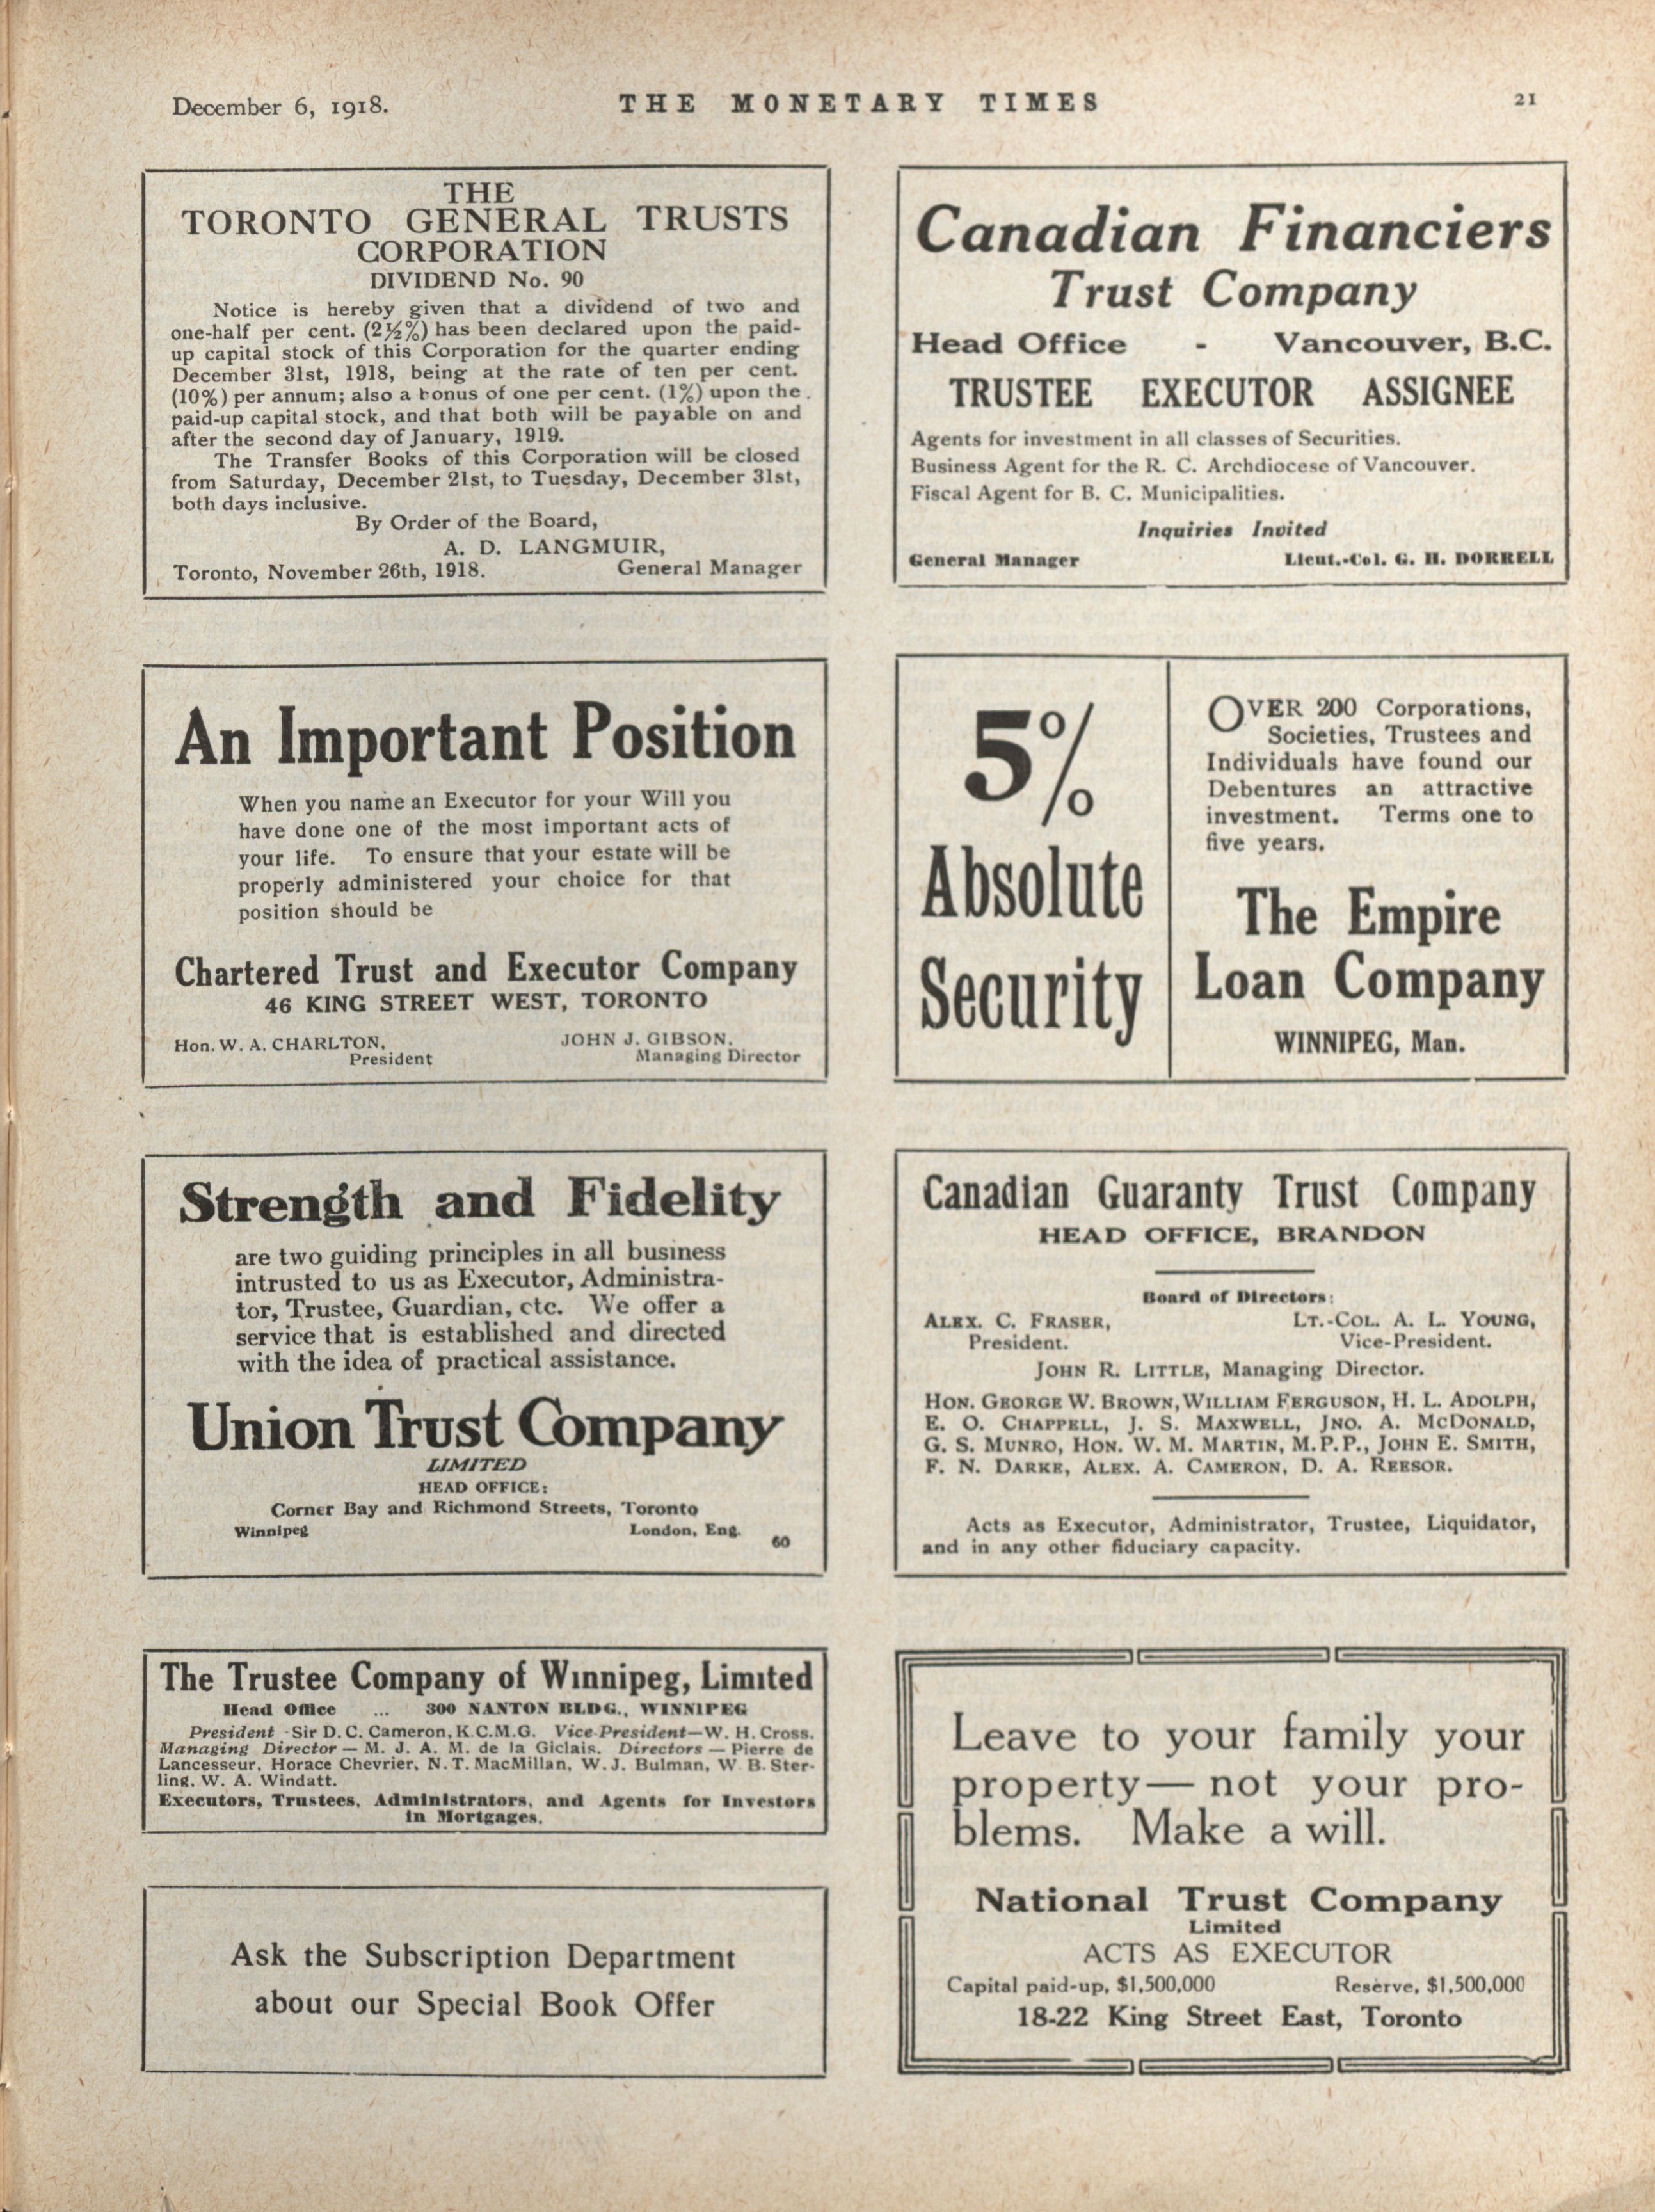 December 6, 1918.
THE MONETARY TIMES
21
THE
TORONTO GENERAL TRUSTS
CORPORATION
DIVIDEND No. 90
Notice is hereby given that a dividend of two and
one-half per cent. (2½%) has been declared upon the paid-
up capital stock of this Corporation for the quarter ending
December 31st, 1918, being at the rate of ten per cent.
(10%) per annum; also a bonus of one per cent. (1%) upon the
paid-up capital stock, and that both will be payable on and
after the second day of January, 1919.
The Transfer Books of this Corporation will be closed
from Saturday, December 21st, to Tuesday, December 31st,
both days inclusive.
By Order of the Board,
A. D. LANGMUIR,
Toronto, November 26th, 1918. General Manager
An Important Position
When you name an Executor for your Will you
have done one of the most important acts of
your life. To ensure that your estate will be
properly administered your choice for that
position should be
Chartered Trust and Executor Company
46 KING STREET WEST, TORONTO
Hon. W. A. CHARLTON, JOHN J. GIBSON,
President Managing Director
Strength and Fidelity
are two guiding principles in all business
intrusted to us as Executor, Administra-
tor, Trustee, Guardian, etc. We offer a
service that is established and directed
with the idea of practical assistance.
Union Trust Company
LIMITED
HEAD OFFICE:
Corner Bay and Richmond Streets, Toronto
Winnipeg London, Eng.
60
The Trustee Company of Winnipeg, Limited
Head Office ... 300 NANTON BLDG., WINNIPEG
President - Sir D. C. Cameron, K.C.M.G. Vice-President—W. H. Cross.
Managing Director — M. J. A. M. de la Giclais. Directors — Pierre de
Lancesseur, Horace Chevrier, N. T. MacMillan, W. J. Bulman, W. B. Ster-
ling, W. A. Windatt.
Executors, Trustees, Administrators, and Agents for Investors
in Mortgages.
Ask the Subscription Department
about our Special Book Offer
Canadian Financiers
Trust Company
Head Office - Vancouver, B.C.
TRUSTEE EXECUTOR ASSIGNEE
Agents for investment in all classes of Securities.
Business Agent for the R. C. Archdiocese of Vancouver.
Fiscal Agent for B. C. Municipalities.
Inquiries Invited
General Manager Lieut.-Col. G. H. DORRELL
5%
Absolute
Security
OVER 200 Corporations,
Societies, Trustees and
Individuals have found our
Debentures an attractive
investment. Terms one to
five years.
The Empire
Loan Company
WINNIPEG, Man.
Canadian Guaranty Trust Company
HEAD OFFICE, BRANDON
Board of Directors:
ALEX. C. FRASER, LT.-COL. A. L. YOUNG,
President. Vice-President.
JOHN R. LITTLE, Managing Director.
HON. GEORGE W. BROWN, WILLIAM FERGUSON, H. L. ADOLPH,
E. O. CHAPPELL, J. S. MAXWELL, JNO. A. MCDONALD,
G. S. MUNRO, HON. W. M. MARTIN, M.P.P., JOHN E. SMITH,
F. N. DARKE, ALEX. A. CAMERON, D. A. REESOR.
Acts as Executor, Administrator, Trustee, Liquidator,
and in any other fiduciary capacity.
Leave to your family your
property— not your pro-
blems. Make a will.
National Trust Company
Limited
ACTS AS EXECUTOR
Capital paid-up, $1,500,000 Reserve, $1,500,000
18-22 King Street East, Toronto